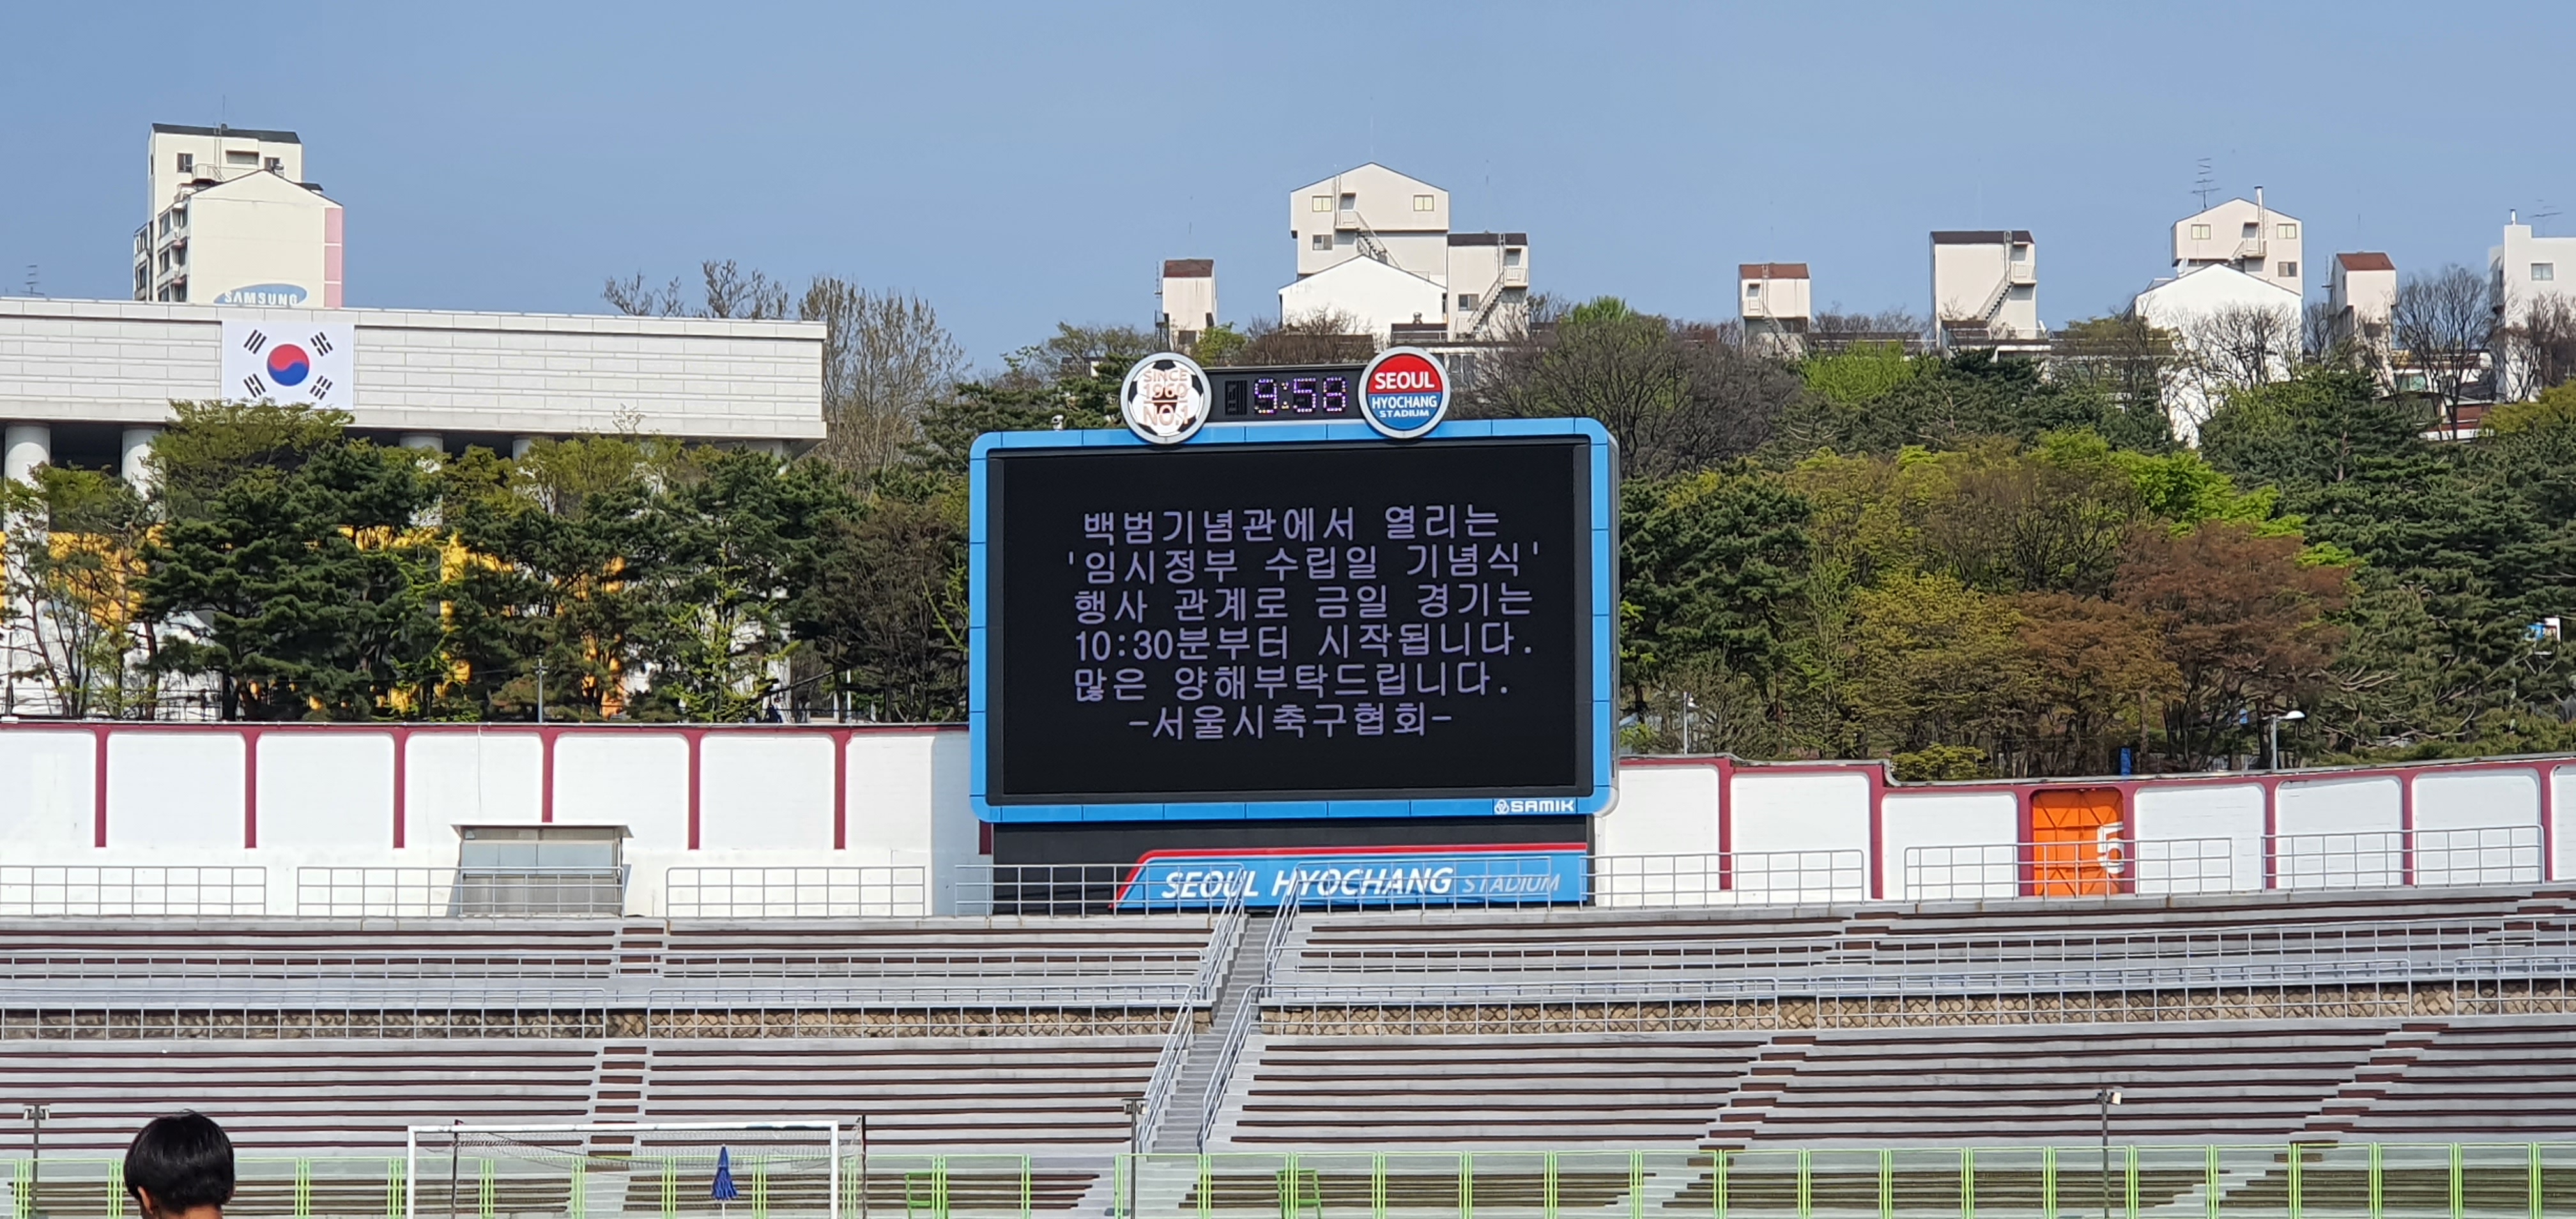 SAMSUNG
SINCE
1960
NO.1
9:58
SEOUL
HYOCHANG
STADIUM
백범기념관에서 열리는
'임시정부 수립일 기념식'
행사 관계로 금일 경기는
10:30분부터 시작됩니다.
많은 양해부탁드립니다.
-서울시축구협회-
SAMIK
SEOUL HYOCHANG STADIUM
5